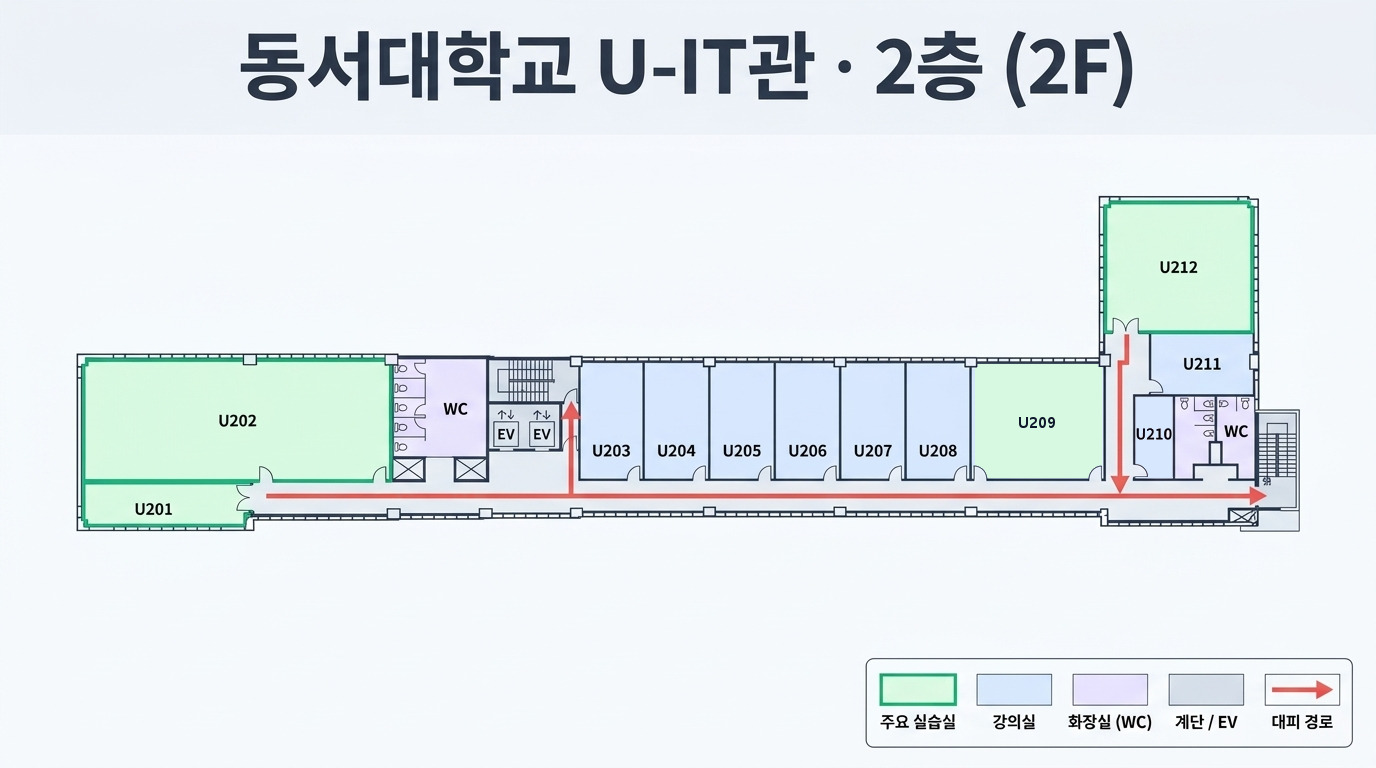 동서대학교 U-IT관 · 2층 (2F)
U212
U211
U202
WC
EV
EV
U203
U204
U205
U206
U207
U208
U209
U210
WC
U201
주요 실습실
강의실
화장실 (WC)
계단 / EV
대피 경로